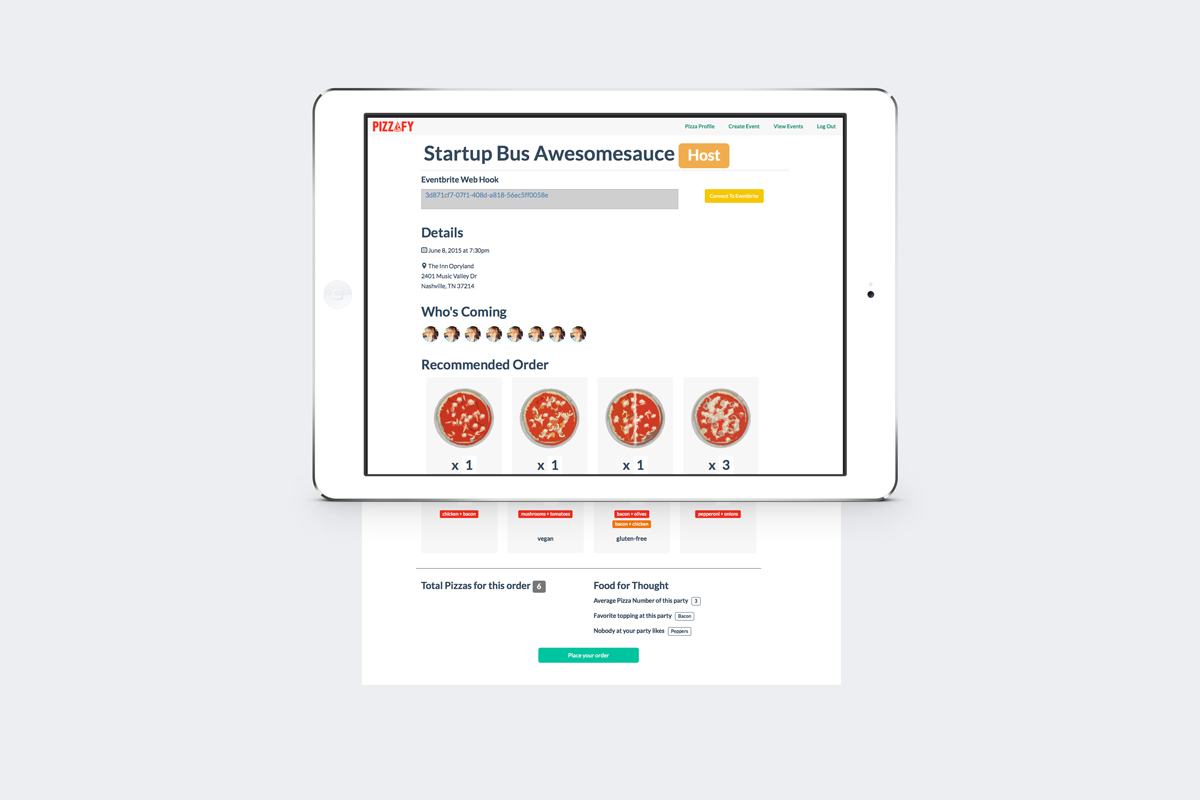 PIZZAFY
Pizza Profile Create Event View Events Log Out
Startup Bus Awesomesauce Host
Eventbrite Web Hook
3d871cf7-07f1-408d-a818-56ec5ff0058e
Connect To Eventbrite
Details
June 8, 2015 at 7:30pm
The Inn Opryland
2401 Music Valley Dr
Nashville, TN 37214
Who's Coming
Recommended Order
x 1 x 1 x 1 x 3
chicken + bacon mushrooms + tomatoes bacon + olives pepperoni + onions
bacon + chicken
vegan gluten-free
Total Pizzas for this order 6
Food for Thought
Average Pizza Number of this party 3
Favorite topping at this party Bacon
Nobody at your party likes Peppers
Place your order